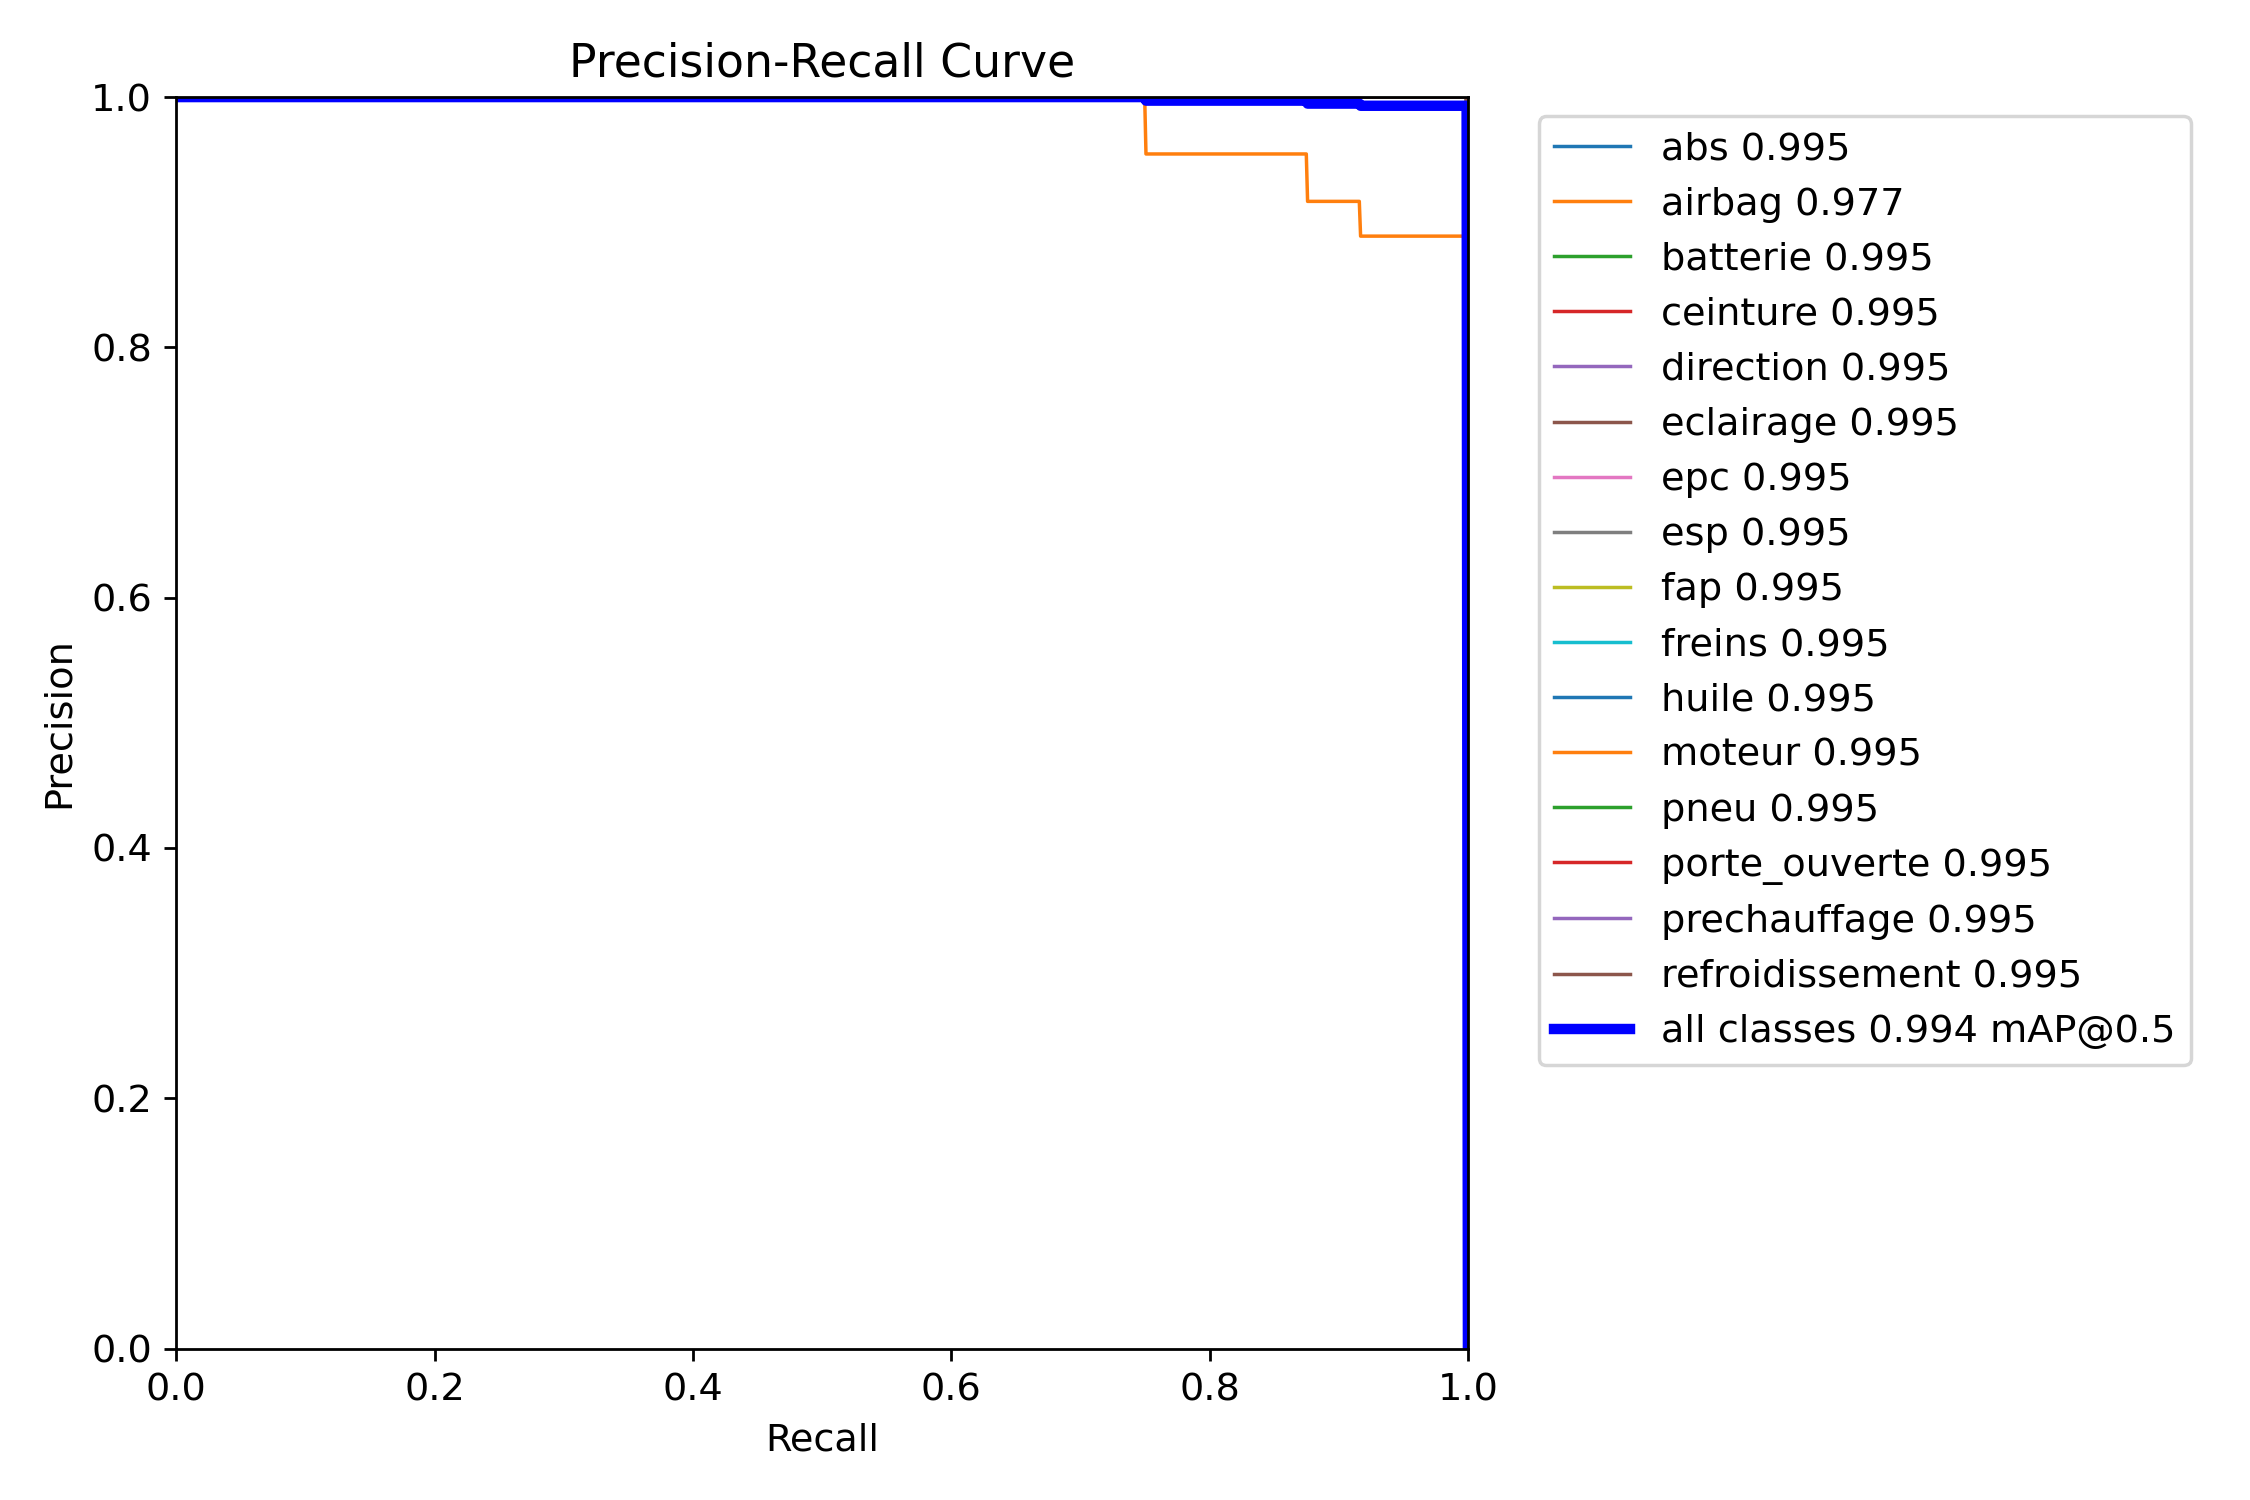 Precision-Recall Curve
1.0
0.8
0.6
0.4
0.2
0.0
Precision
0.0 0.2 0.4 0.6 0.8 1.0
Recall
abs 0.995
airbag 0.977
batterie 0.995
ceinture 0.995
direction 0.995
eclairage 0.995
epc 0.995
esp 0.995
fap 0.995
freins 0.995
huile 0.995
moteur 0.995
pneu 0.995
porte_ouverte 0.995
prechauffage 0.995
refroidissement 0.995
all classes 0.994 mAP@0.5